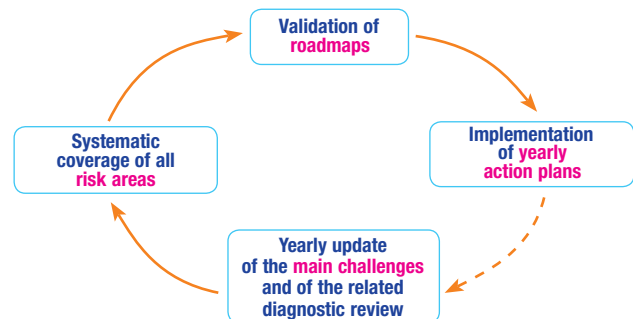 Validation of
roadmaps
Implementation
of yearly
action plans
Yearly update
of the main challenges
and of the related
diagnostic review
Systematic
coverage of all
risk areas